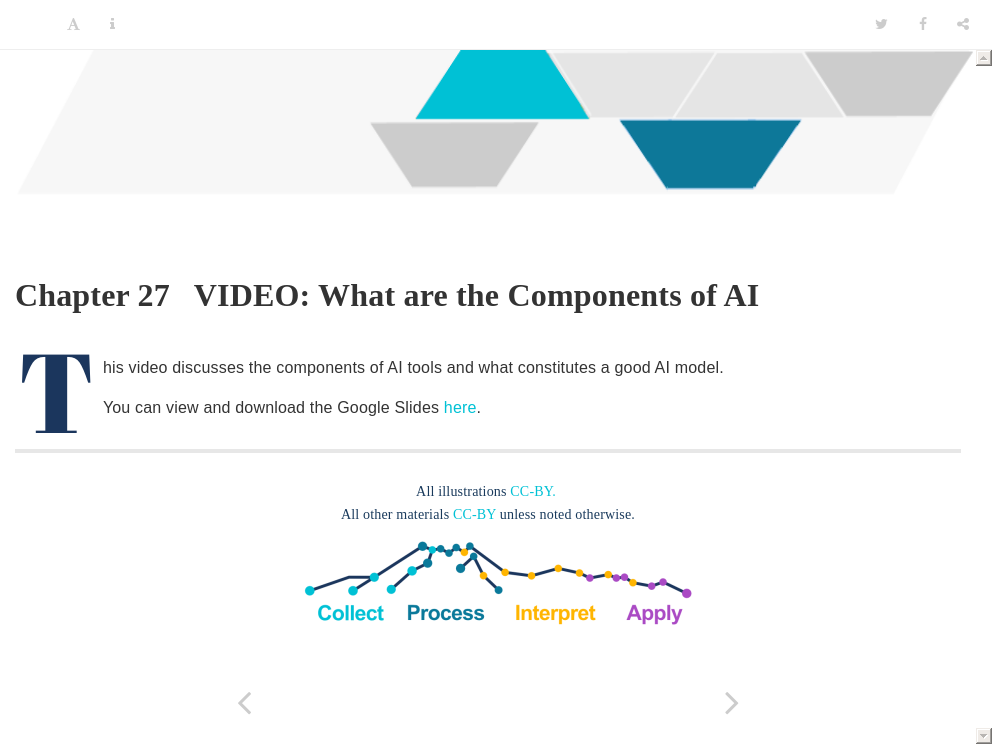 A i
Chapter 27 VIDEO: What are the Components of AI
This video discusses the components of AI tools and what constitutes a good AI model.
You can view and download the Google Slides here.
All illustrations CC-BY.
All other materials CC-BY unless noted otherwise.
Collect Process Interpret Apply